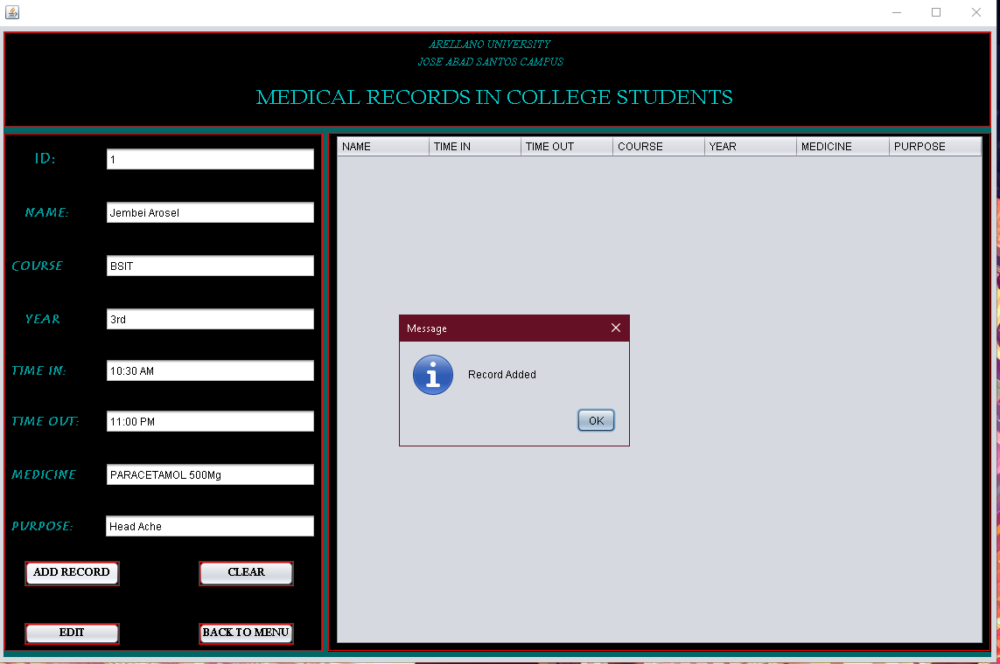 ARELLANO UNIVERSITY
JOSE ABAD SANTOS CAMPUS
MEDICAL RECORDS IN COLLEGE STUDENTS
ID: 1
NAME: Jembei Arosel
COURSE BSIT
YEAR 3rd
TIME IN: 10:30 AM
TIME OUT: 11:00 PM
MEDICINE PARACETAMOL 500Mg
PURPOSE: Head Ache
ADD RECORD CLEAR
EDIT BACK TO MENU
NAME TIME IN TIME OUT COURSE YEAR MEDICINE PURPOSE
Message
Record Added
OK